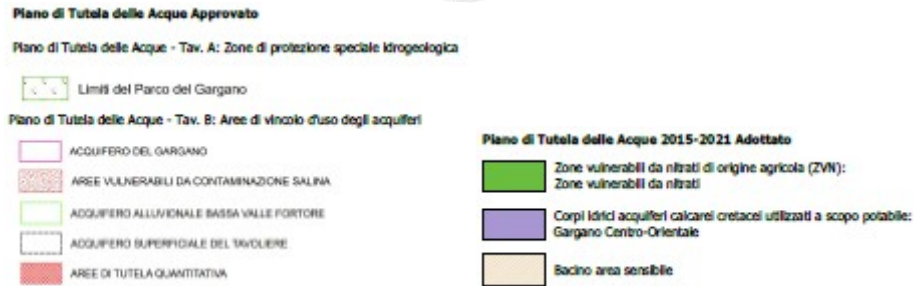 Piano di Tutela delle Acque Approvato
Piano di Tutela delle Acque - Tav. A: Zone di protezione speciale idrogeologica
Limiti del Parco del Gargano
Piano di Tutela delle Acque - Tav. B: Aree di vincolo d'uso degli acquiferi
ACQUIFERO DEL GARGANO
AREE VULNERABILI DA CONTAMINAZIONE SALINA
ACQUIFERO ALLUVIONALE BASSA VALLE FORTORE
ACQUIFERO SUPERFICIALE DEL TAVOLIERE
AREE DI TUTELA QUANTITATIVA
Piano di Tutela delle Acque 2015-2021 Adottato
Zone vulnerabili da nitrati di origine agricola (ZVN):
Zone vulnerabili da nitrati
Corpi idrici acquiferi calcarei cretacei utilizzati a scopo potabile:
Gargano Centro-Orientale
Bacino area sensibile